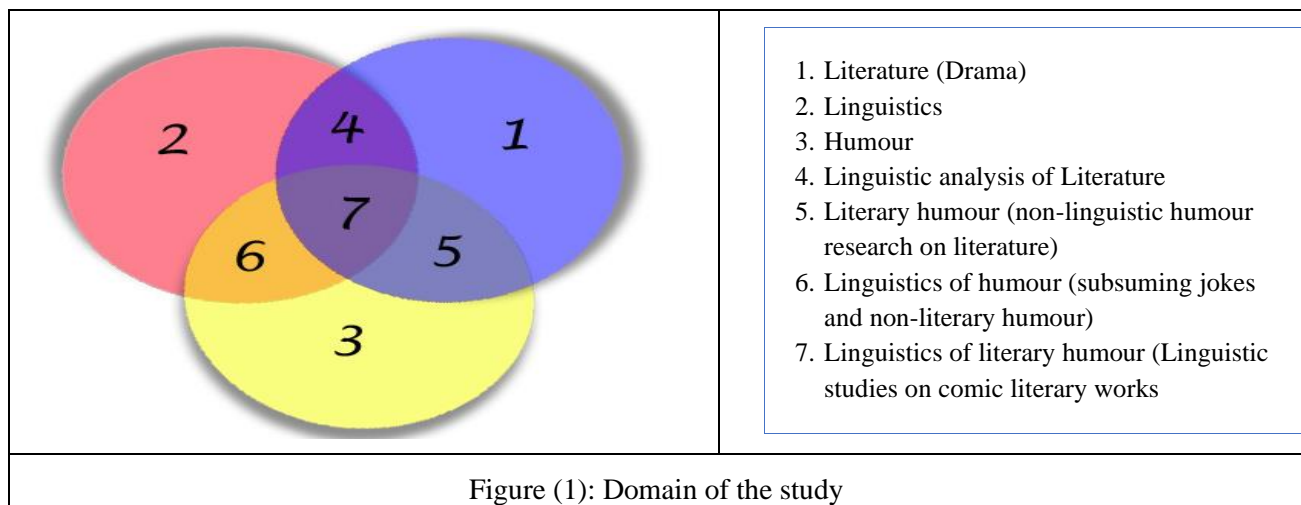 2
4
1
7
6
5
3
1. Literature (Drama)
2. Linguistics
3. Humour
4. Linguistic analysis of Literature
5. Literary humour (non-linguistic humour
research on literature)
6. Linguistics of humour (subsuming jokes
and non-literary humour)
7. Linguistics of literary humour (Linguistic
studies on comic literary works
Figure (1): Domain of the study